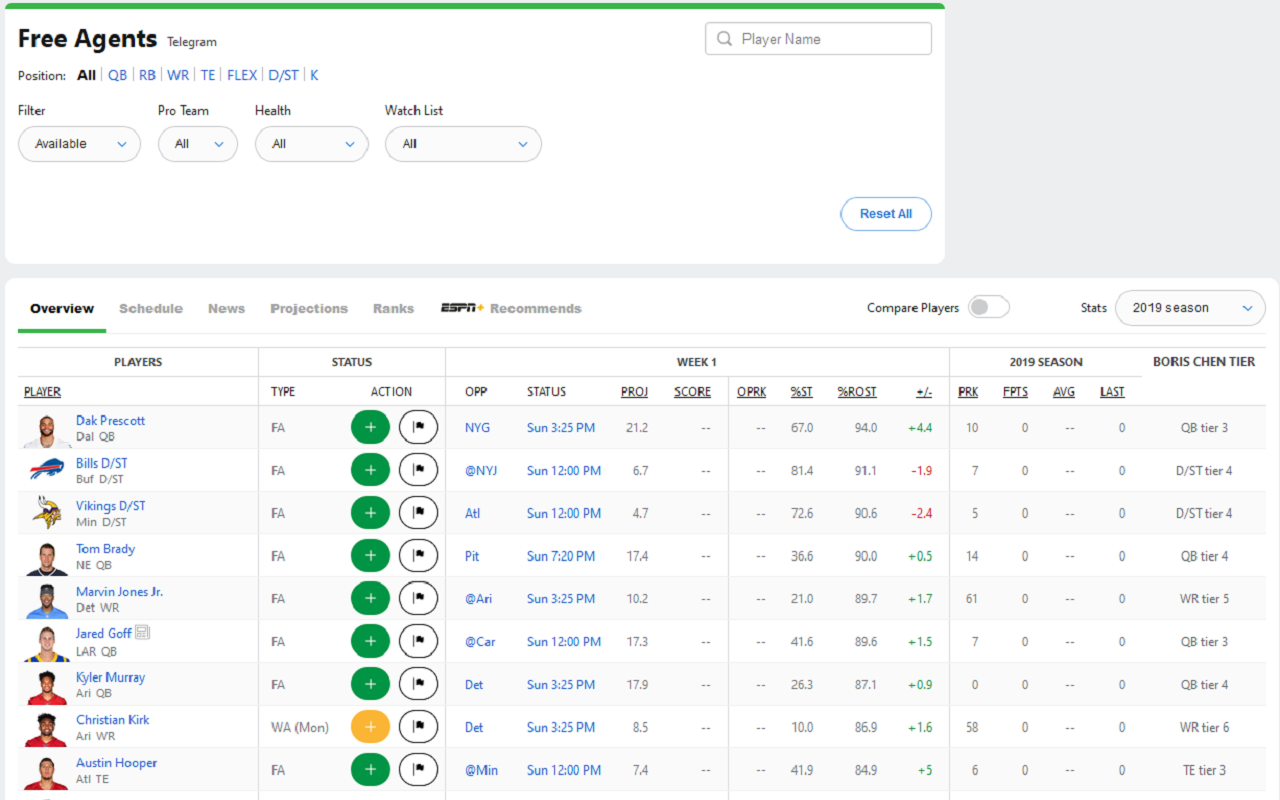 Free Agents Telegram
Player Name
Position: All QB RB WR TE FLEX D/ST K
Filter Pro Team Health Watch List
Available All All All
Reset All
Overview Schedule News Projections Ranks ESPN+ Recommends Compare Players Stats 2019 season
PLAYERS STATUS WEEK 1 2019 SEASON BORIS CHEN TIER
PLAYER TYPE ACTION OPP STATUS PROJ SCORE OPRK %ST %ROST +/- PRK FPTS AVG LAST
Dak Prescott
Dal QB FA + NYG Sun 3:25 PM 21.2 -- -- 67.0 94.0 +4.4 10 0 -- 0 QB tier 3
Bills D/ST
Buf D/ST FA + @NYJ Sun 12:00 PM 6.7 -- -- 81.4 91.1 -1.9 7 0 -- 0 D/ST tier 4
Vikings D/ST
Min D/ST FA + Atl Sun 12:00 PM 4.7 -- -- 72.6 90.6 -2.4 5 0 -- 0 D/ST tier 4
Tom Brady
NE QB FA + Pit Sun 7:20 PM 17.4 -- -- 36.6 90.0 +0.5 14 0 -- 0 QB tier 4
Marvin Jones Jr.
Det WR FA + @Ari Sun 3:25 PM 10.2 -- -- 21.0 89.7 +1.7 61 0 -- 0 WR tier 5
Jared Goff
LAR QB FA + @Car Sun 12:00 PM 17.3 -- -- 41.6 89.6 +1.5 7 0 -- 0 QB tier 3
Kyler Murray
Ari QB FA + Det Sun 3:25 PM 17.9 -- -- 26.3 87.1 +0.9 0 0 -- 0 QB tier 4
Christian Kirk
Ari WR WA (Mon) + Det Sun 3:25 PM 8.5 -- -- 10.0 86.9 +1.6 58 0 -- 0 WR tier 6
Austin Hooper
Atl TE FA + @Min Sun 12:00 PM 7.4 -- -- 41.9 84.9 +5 6 0 -- 0 TE tier 3